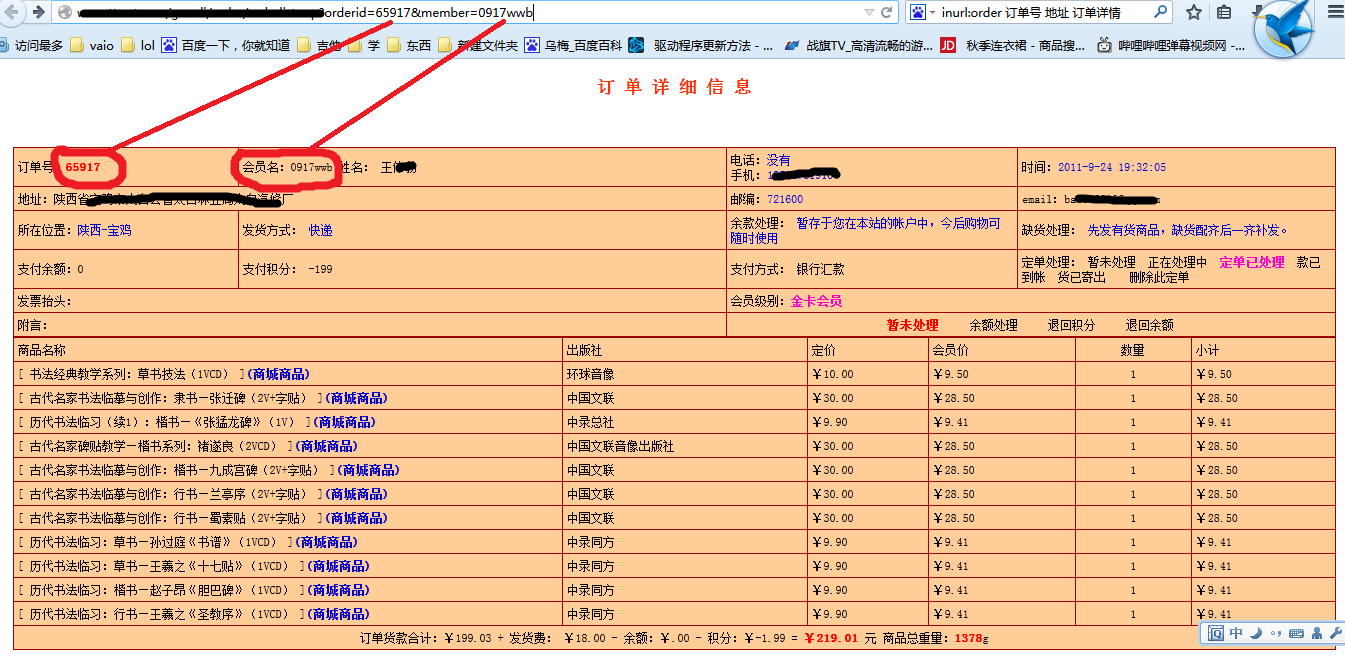 orderid=65917&member=0917wwb
inurl:order 订单号 地址 订单详情
访问最多 vaio lol 百度一下，你就知道 吉他 学 东西 新建文件夹 乌梅_百度百科 驱动程序更新方法 - ... 战旗TV_高清流畅的游... JD 秋季连衣裙 - 商品搜... 哔哩哔哩弹幕视频网 -...
订 单 详 细 信 息
订单号 65917 会员名：0917wwb 姓名： 王
电话：没有
手机：
时间：2011-9-24 19:32:05
地址：陕西省
邮编：721600 email：
所在位置：陕西-宝鸡 发货方式： 快递
余款处理： 暂存于您在本站的帐户中，今后购物可
随时使用
缺货处理： 先发有货商品，缺货配齐后一齐补发。
支付余额：0 支付积分： -199 支付方式： 银行汇款
定单处理： 暂未处理 正在处理中 定单已处理 款已
到帐 货已寄出 删除此定单
发票抬头： 会员级别：金卡会员
附言： 暂未处理 余额处理 退回积分 退回余额
商品名称 出版社 定价 会员价 数量 小计
[ 书法经典教学系列：草书技法（1VCD） ](商城商品) 环球音像 ￥10.00 ￥9.50 1 ￥9.50
[ 古代名家书法临摹与创作：隶书－张迁碑（2V+字贴） ](商城商品) 中国文联 ￥30.00 ￥28.50 1 ￥28.50
[ 历代书法临习（续1）：楷书－《张猛龙碑》（1V） ](商城商品) 中录总社 ￥9.90 ￥9.41 1 ￥9.41
[ 古代名家碑贴教学－楷书系列：褚遂良（2VCD） ](商城商品) 中国文联音像出版社 ￥30.00 ￥28.50 1 ￥28.50
[ 古代名家书法临摹与创作：楷书－九成宫碑（2V+字贴） ](商城商品) 中国文联 ￥30.00 ￥28.50 1 ￥28.50
[ 古代名家书法临摹与创作：行书－兰亭序（2V+字贴） ](商城商品) 中国文联 ￥30.00 ￥28.50 1 ￥28.50
[ 古代名家书法临摹与创作：行书－蜀素贴（2V+字贴） ](商城商品) 中国文联 ￥30.00 ￥28.50 1 ￥28.50
[ 历代书法临习：草书－孙过庭《书谱》（1VCD） ](商城商品) 中录同方 ￥9.90 ￥9.41 1 ￥9.41
[ 历代书法临习：草书－王羲之《十七贴》（1VCD） ](商城商品) 中录同方 ￥9.90 ￥9.41 1 ￥9.41
[ 历代书法临习：楷书－赵子昂《胆巴碑》（1VCD） ](商城商品) 中录同方 ￥9.90 ￥9.41 1 ￥9.41
[ 历代书法临习：行书－王羲之《圣教序》（1VCD） ](商城商品) 中录同方 ￥9.90 ￥9.41 1 ￥9.41
订单货款合计：￥199.03 + 发货费： ￥18.00 - 余额：￥.00 - 积分：￥-1.99 = ￥219.01 元 商品总重量：1378g
中